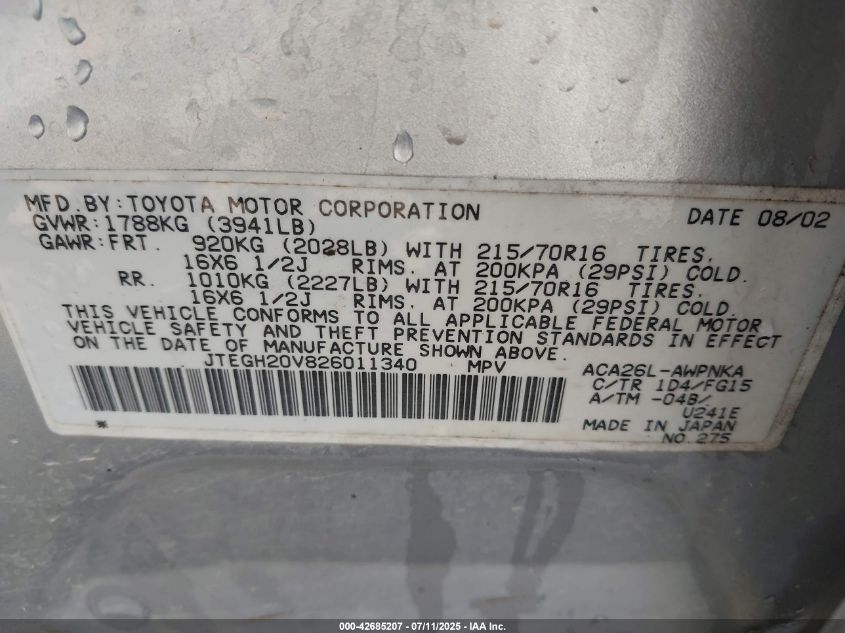 MFD.BY:TOYOTA MOTOR CORPORATION DATE 08/02
GVWR:1788KG (3941LB)
GAWR:FRT. 920KG (2028LB) WITH 215/70R16 TIRES.
16X6 1/2J RIMS. AT 200KPA (29PSI) COLD.
RR. 1010KG (2227LB) WITH 215/70R16 TIRES.
16X6 1/2J RIMS. AT 200KPA (29PSI) COLD
THIS VEHICLE CONFORMS TO ALL APPLICABLE FEDERAL MOTOR
VEHICLE SAFETY AND THEFT PREVENTION STANDARDS IN EFFECT
ON THE DATE OF MANUFACTURE SHOWN ABOVE.
JTEGH20V826011340 MPV ACA26L-AWPNKA
C/TR 1D4/FG15
A/TM -04B/
U241E
MADE IN JAPAN
* NO.275
000-42685207 - 07/11/2025 - IAA Inc.